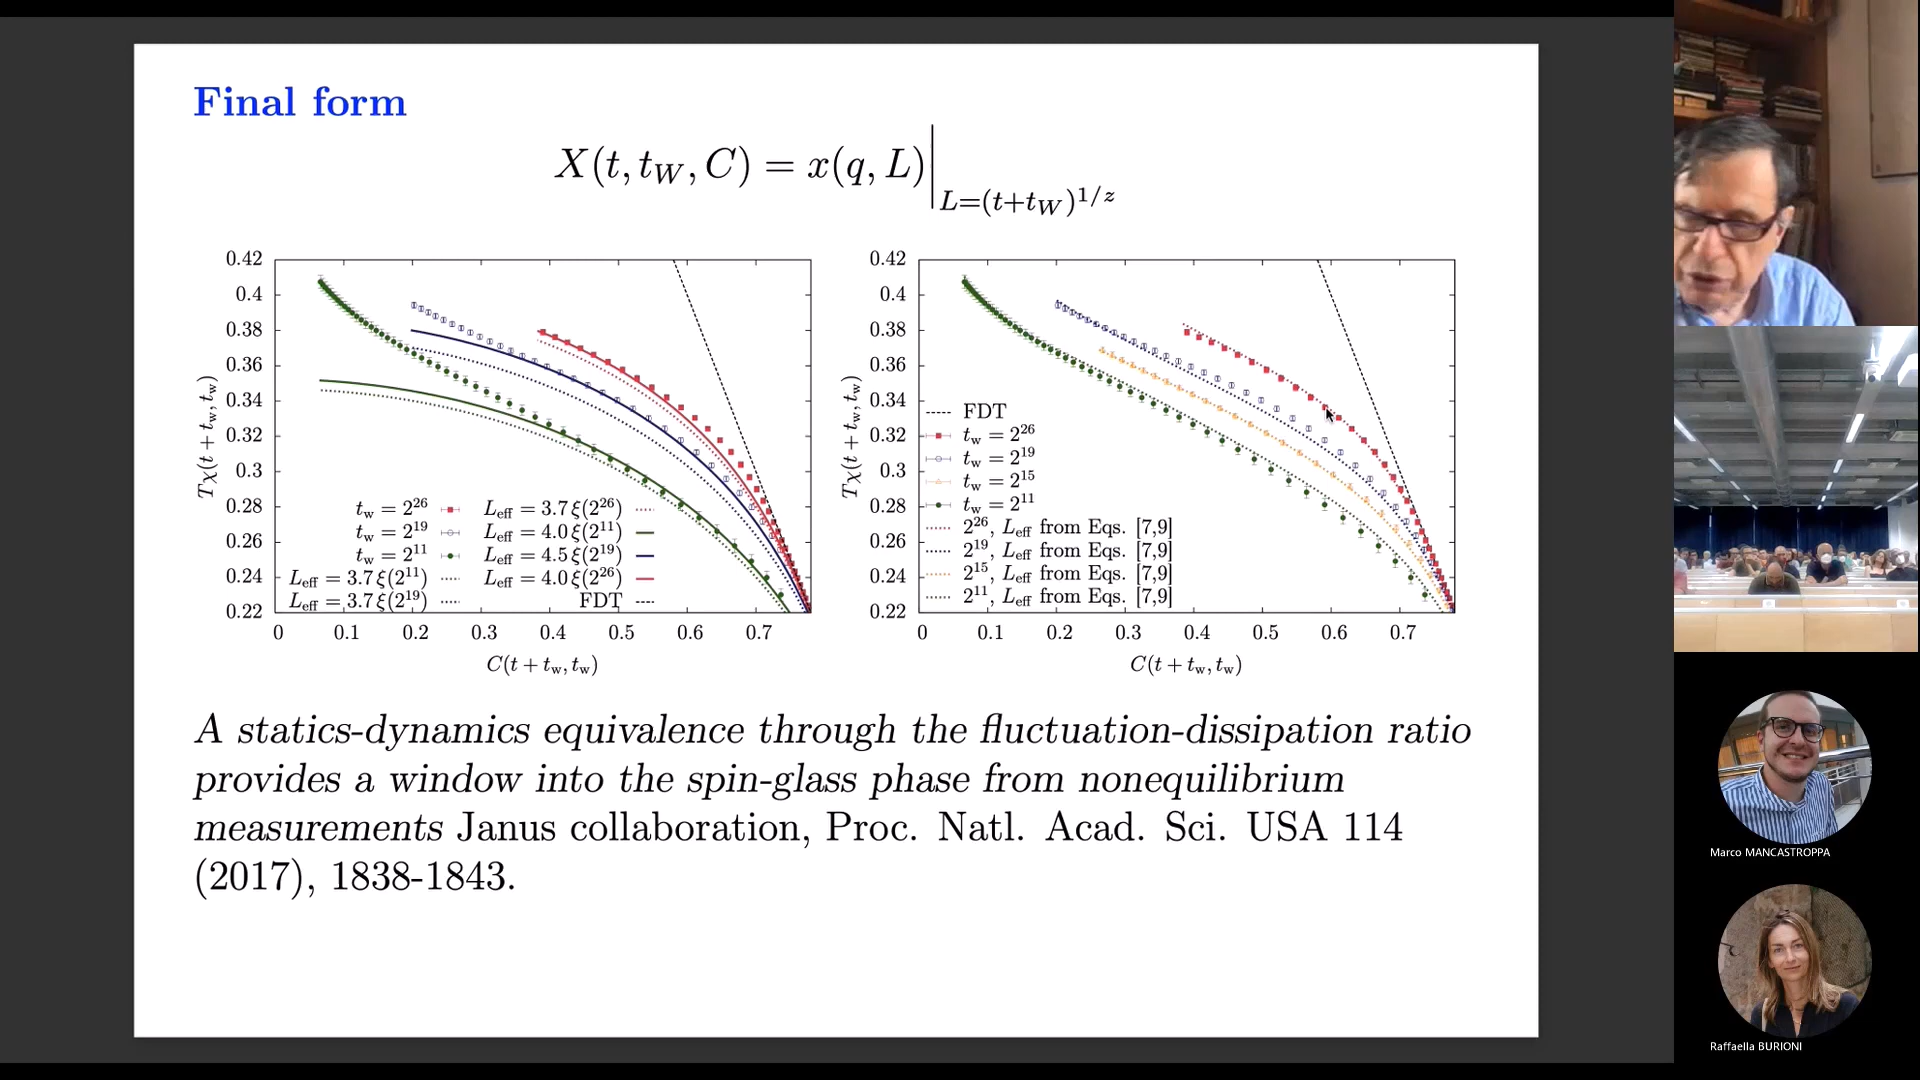 Final form
X(t, t_W, C) = x(q, L)|_{L=(t+t_W)^{1/z}}
0.42
0.4
0.38
0.36
0.34
0.32
0.3
0.28
0.26
0.24
0.22
Tχ(t + t_w, t_w)
t_w = 2^26
t_w = 2^19
t_w = 2^11
L_eff = 3.7 ξ(2^11)
L_eff = 3.7 ξ(2^19)
L_eff = 3.7 ξ(2^26)
L_eff = 4.0 ξ(2^11)
L_eff = 4.5 ξ(2^19)
L_eff = 4.0 ξ(2^26)
FDT
0 0.1 0.2 0.3 0.4 0.5 0.6 0.7
C(t + t_w, t_w)
0.42
0.4
0.38
0.36
0.34
0.32
0.3
0.28
0.26
0.24
0.22
Tχ(t + t_w, t_w)
FDT
t_w = 2^26
t_w = 2^19
t_w = 2^15
t_w = 2^11
2^26, L_eff from Eqs. [7,9]
2^19, L_eff from Eqs. [7,9]
2^15, L_eff from Eqs. [7,9]
2^11, L_eff from Eqs. [7,9]
0 0.1 0.2 0.3 0.4 0.5 0.6 0.7
C(t + t_w, t_w)
A statics-dynamics equivalence through the fluctuation-dissipation ratio
provides a window into the spin-glass phase from nonequilibrium
measurements Janus collaboration, Proc. Natl. Acad. Sci. USA 114
(2017), 1838-1843.
Marco MANCASTROPPA
Raffaella BURIONI